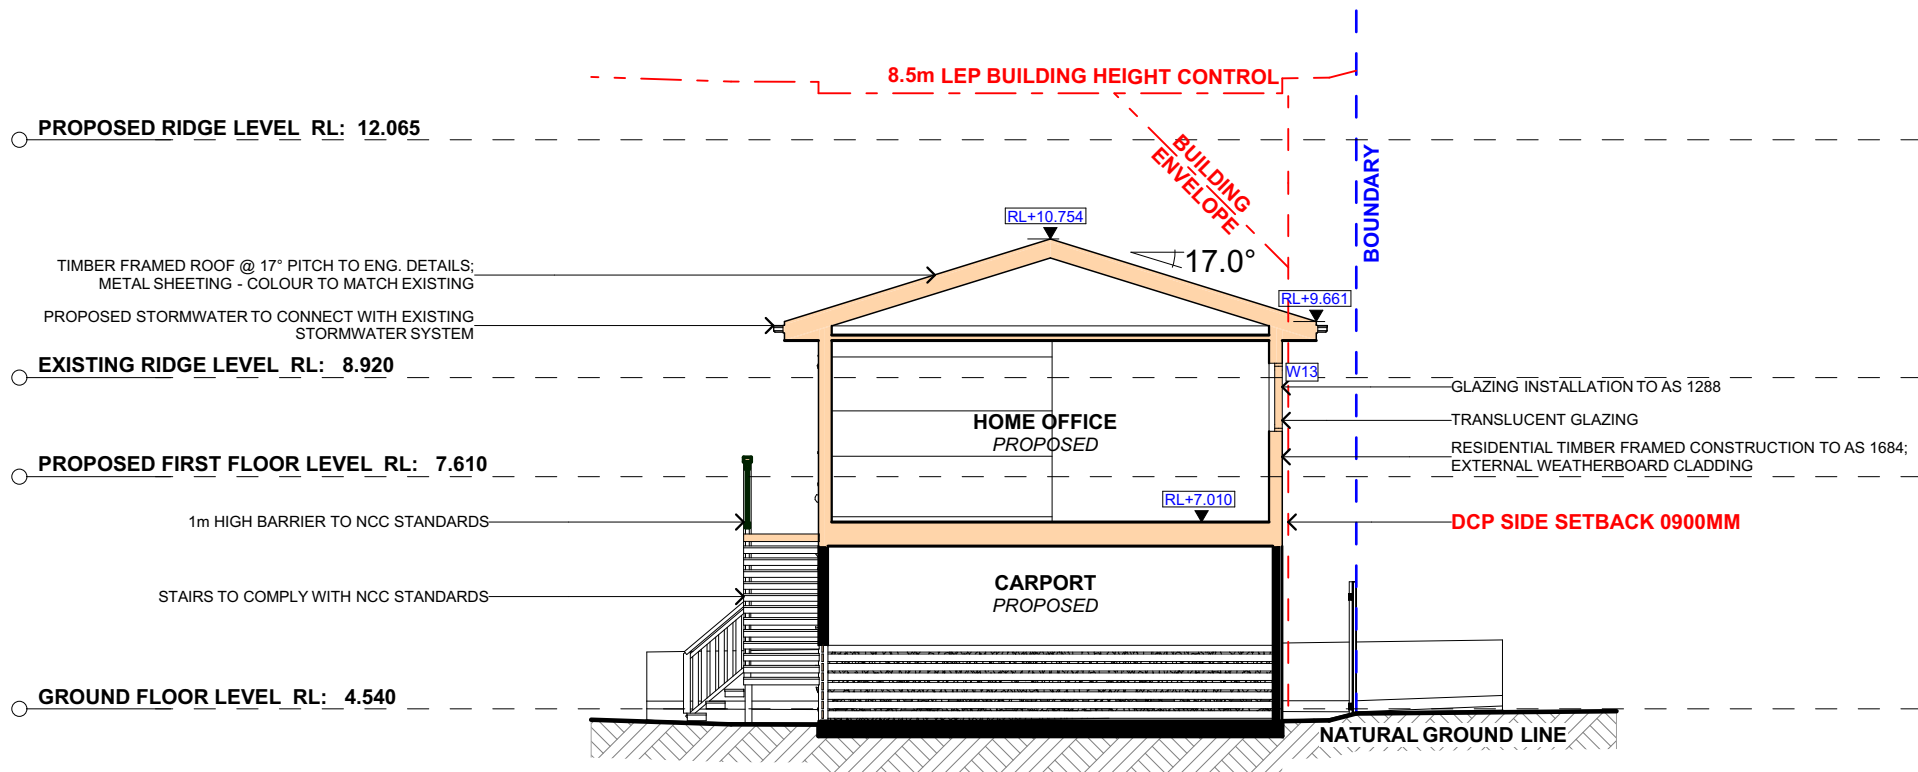 8.5m LEP BUILDING HEIGHT CONTROL
PROPOSED RIDGE LEVEL RL: 12.065
BUILDING
ENVELOPE
BOUNDARY
RL+10.754
17.0°
TIMBER FRAMED ROOF @ 17° PITCH TO ENG. DETAILS;
METAL SHEETING - COLOUR TO MATCH EXISTING
RL+9.661
PROPOSED STORMWATER TO CONNECT WITH EXISTING
STORMWATER SYSTEM
EXISTING RIDGE LEVEL RL: 8.920
W13
GLAZING INSTALLATION TO AS 1288
TRANSLUCENT GLAZING
HOME OFFICE
PROPOSED
RESIDENTIAL TIMBER FRAMED CONSTRUCTION TO AS 1684;
EXTERNAL WEATHERBOARD CLADDING
PROPOSED FIRST FLOOR LEVEL RL: 7.610
RL+7.010
1m HIGH BARRIER TO NCC STANDARDS
DCP SIDE SETBACK 0900MM
CARPORT
PROPOSED
STAIRS TO COMPLY WITH NCC STANDARDS
GROUND FLOOR LEVEL RL: 4.540
NATURAL GROUND LINE